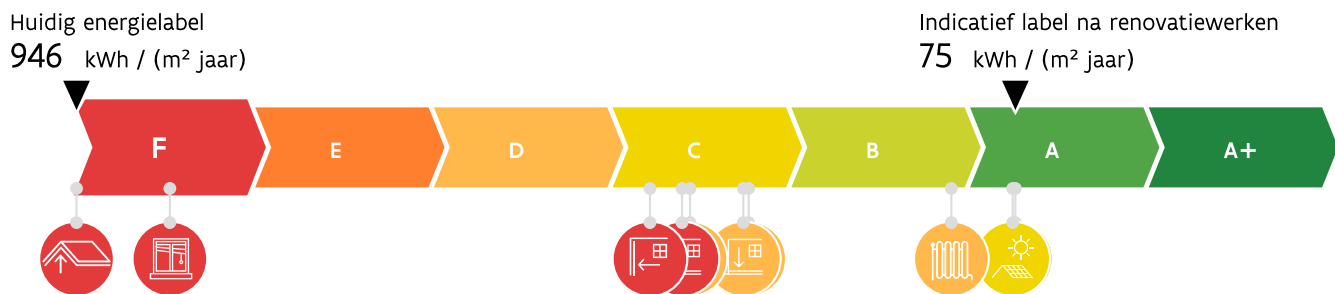 Huidig energielabel
946 kWh / (m² jaar)
Indicatief label na renovatiewerken
75 kWh / (m² jaar)
F E D C B A A+